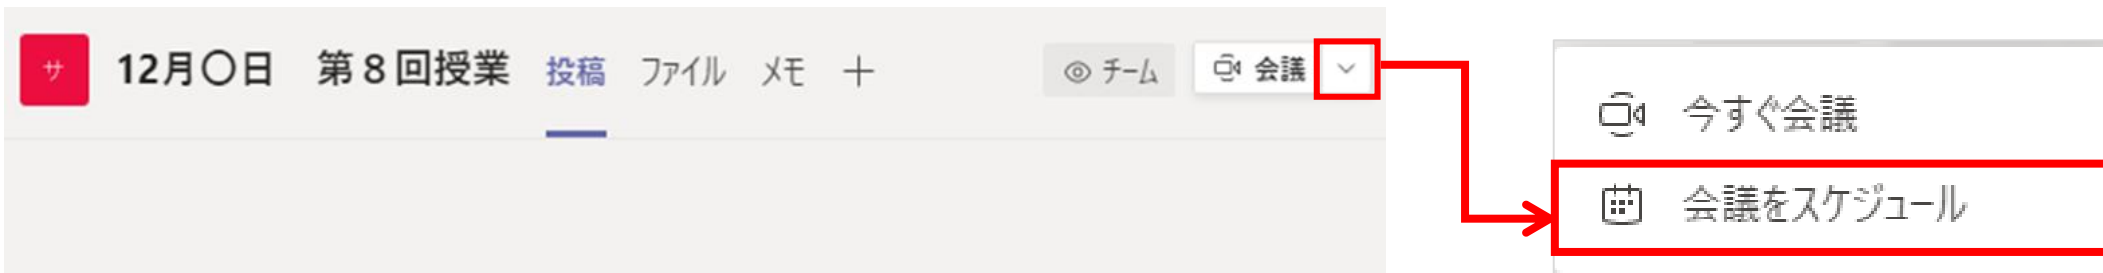 サ 12月〇日　第８回授業 投稿 ファイル メモ ＋ チーム 会議
今すぐ会議
会議をスケジュール